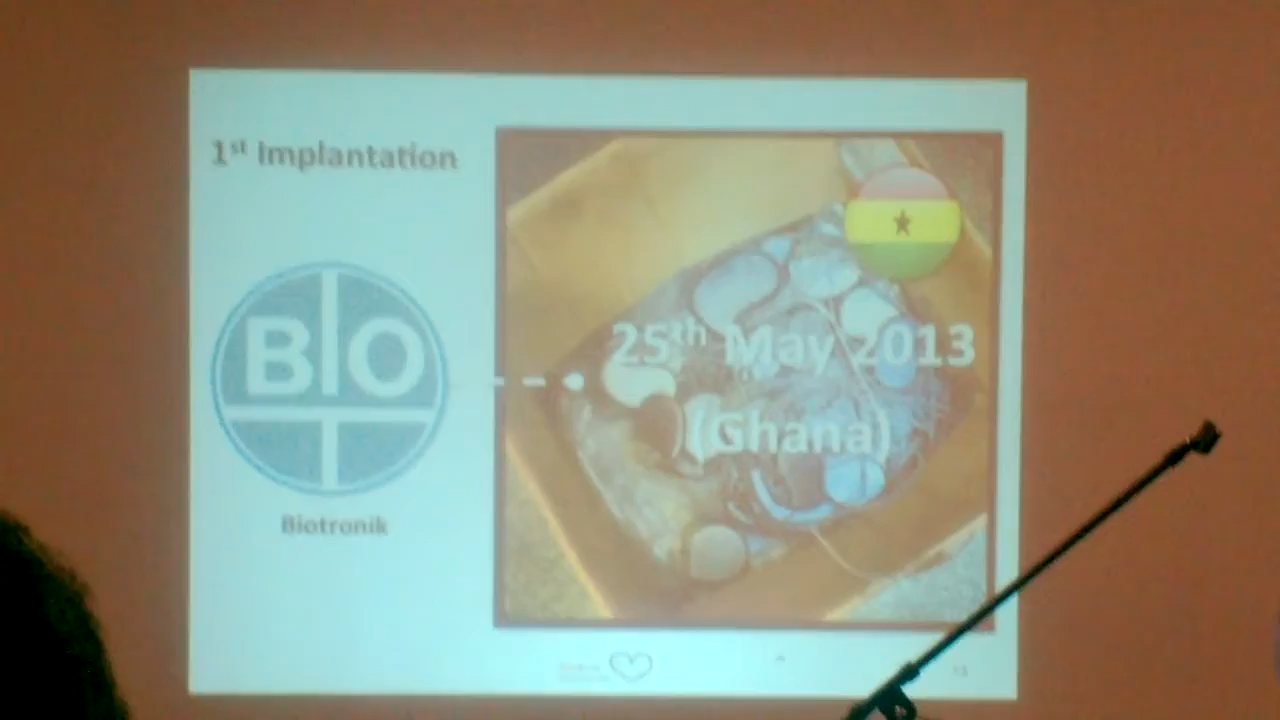 1st Implantation
BIO
Biotronik
25th May 2013
(Ghana)